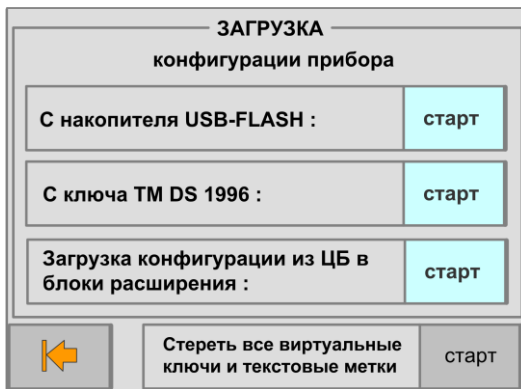 ЗАГРУЗКА
конфигурации прибора
С накопителя USB-FLASH : старт
С ключа ТМ DS 1996 : старт
Загрузка конфигурации из ЦБ в
блоки расширения : старт
Стереть все виртуальные
ключи и текстовые метки старт